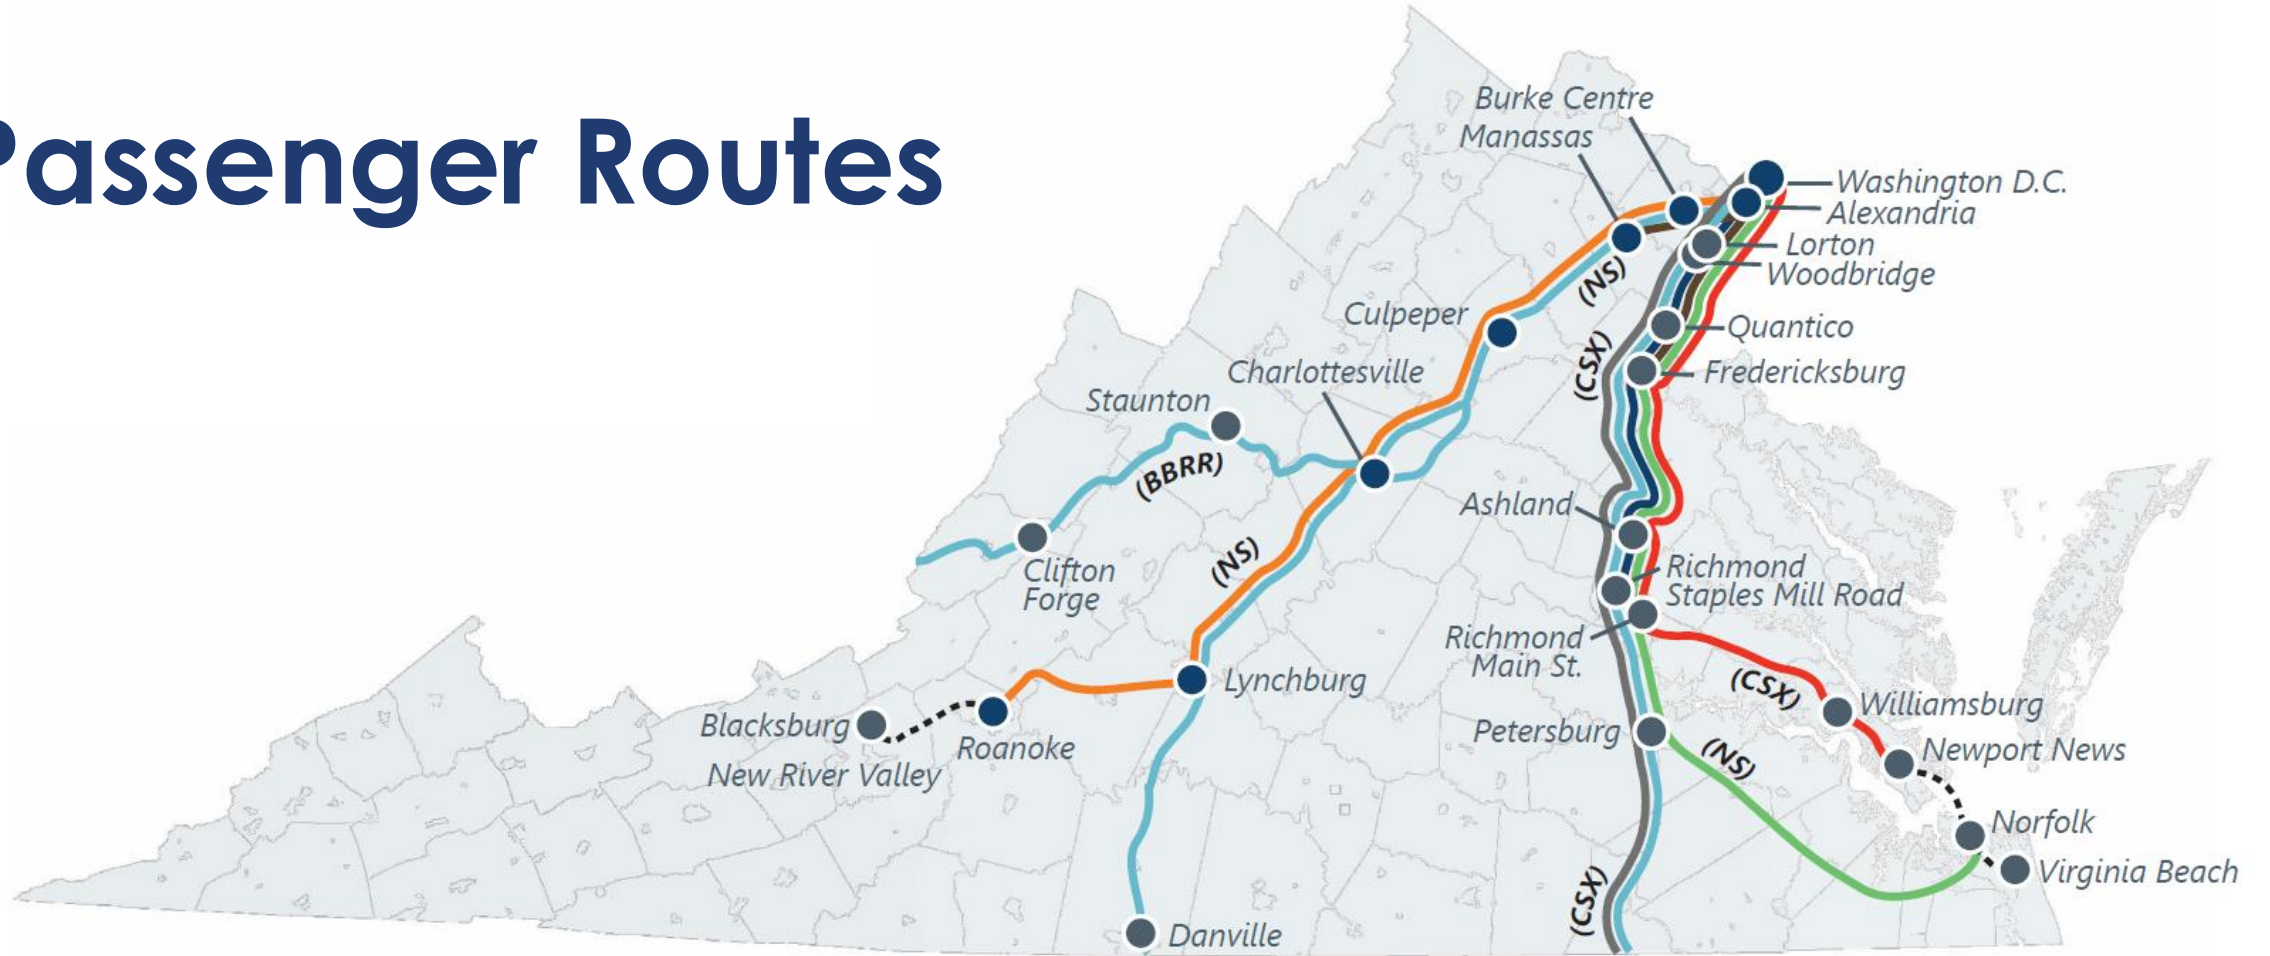 Passenger Routes
Burke Centre
Manassas
Washington D.C.
Alexandria
Lorton
Woodbridge
(NS)
Culpeper
Quantico
(CSX)
Charlottesville
Fredericksburg
Staunton
(BBRR)
Ashland
(NS)
Clifton
Forge
Richmond
Staples Mill Road
Richmond
Main St.
Lynchburg
(CSX)
Williamsburg
Blacksburg
Petersburg
Roanoke
(NS)
Newport News
New River Valley
Norfolk
Virginia Beach
(CSX)
Danville